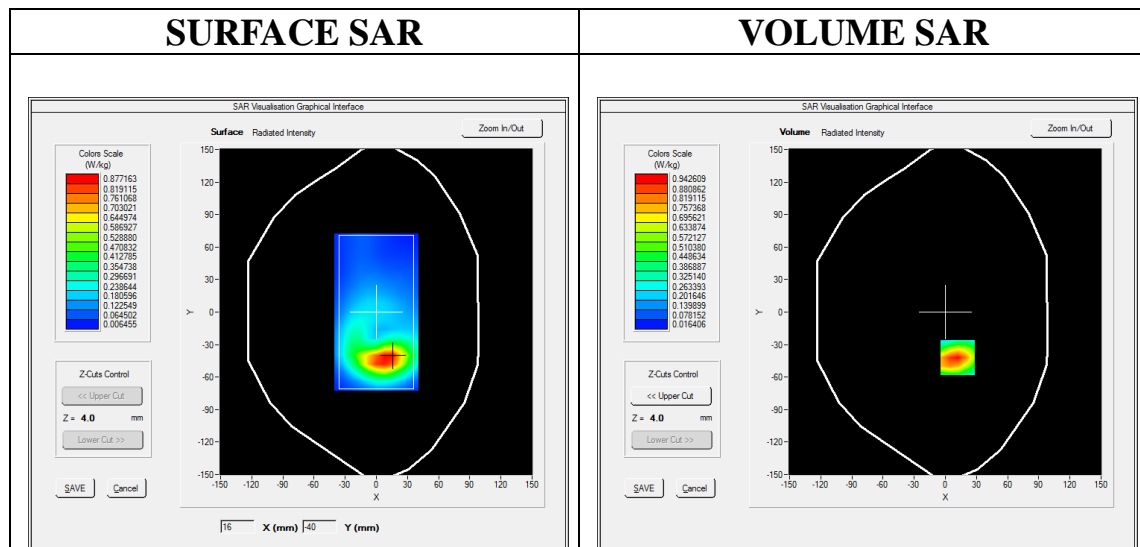 SURFACE SAR
VOLUME SAR
SAR Visualisation Graphical Interface
Surface Radiated Intensity
Zoom In/Out
Colors Scale
(W/kg)
0.877163
0.819115
0.761068
0.703021
0.644974
0.586927
0.528880
0.470832
0.412785
0.354738
0.296691
0.238644
0.180596
0.122549
0.064502
0.006455
150
120
90
60
30
0
-30
-60
-90
-120
-150
Y
-150 -120 -90 -60 -30 0 30 60 90 120 150
X
Z-Cuts Control
<< Upper Cut
Z = 4.0 mm
Lower Cut >>
SAVE Cancel
16 X (mm) -40 Y (mm)
SAR Visualisation Graphical Interface
Volume Radiated Intensity
Zoom In/Out
Colors Scale
(W/kg)
0.942609
0.880862
0.819115
0.757368
0.695621
0.633874
0.572127
0.510380
0.448634
0.386887
0.325140
0.263393
0.201646
0.139899
0.078152
0.016406
150
120
90
60
30
0
-30
-60
-90
-120
-150
Y
-150 -120 -90 -60 -30 0 30 60 90 120 150
X
Z-Cuts Control
<< Upper Cut
Z = 4.0 mm
Lower Cut >>
SAVE Cancel